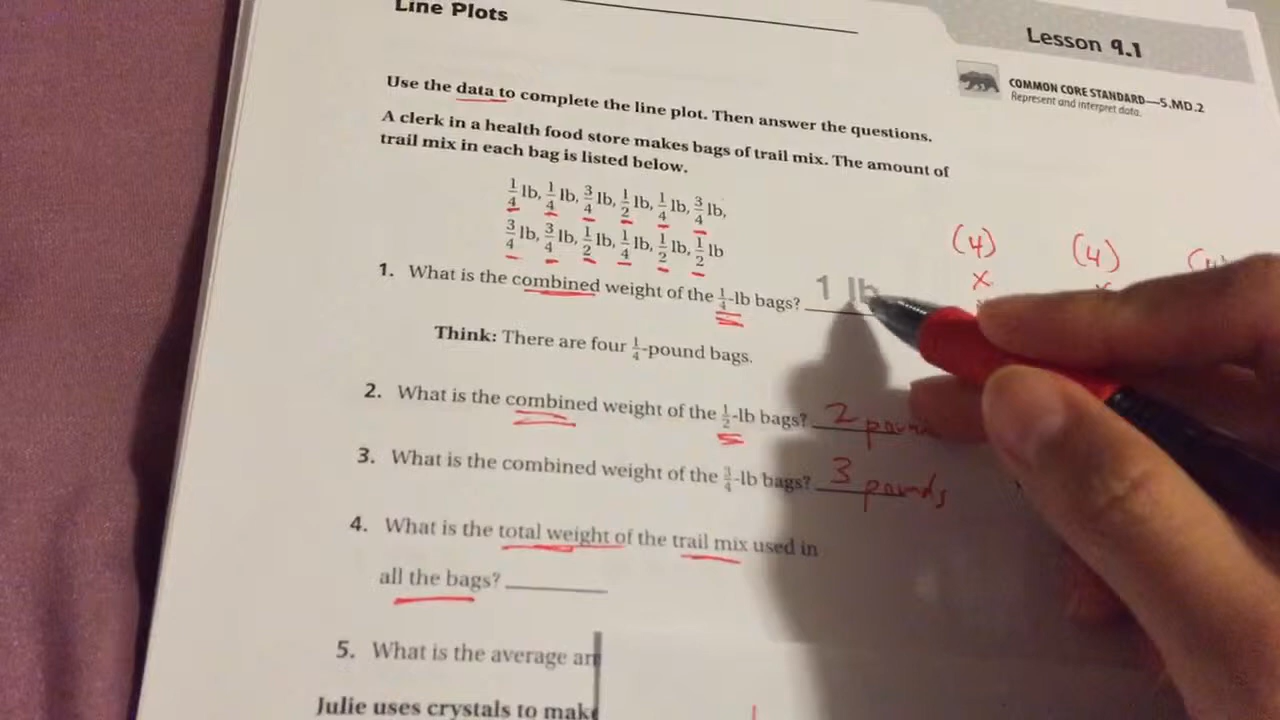 Line Plots
Lesson 9.1
COMMON CORE STANDARD—5.MD.2
Represent and interpret data.
Use the data to complete the line plot. Then answer the questions.
A clerk in a health food store makes bags of trail mix. The amount of
trail mix in each bag is listed below.
1/4 lb, 1/4 lb, 3/4 lb, 1/2 lb, 1/4 lb, 3/4 lb,
3/4 lb, 3/4 lb, 1/2 lb, 1/4 lb, 1/2 lb, 1/2 lb
(4) (4)
x
1. What is the combined weight of the 1/4-lb bags? 1 lb
Think: There are four 1/4-pound bags.
2. What is the combined weight of the 1/2-lb bags? 2
3. What is the combined weight of the 3/4-lb bags? 3 pounds
4. What is the total weight of the trail mix used in
all the bags?
5. What is the average
Julie uses crystals to